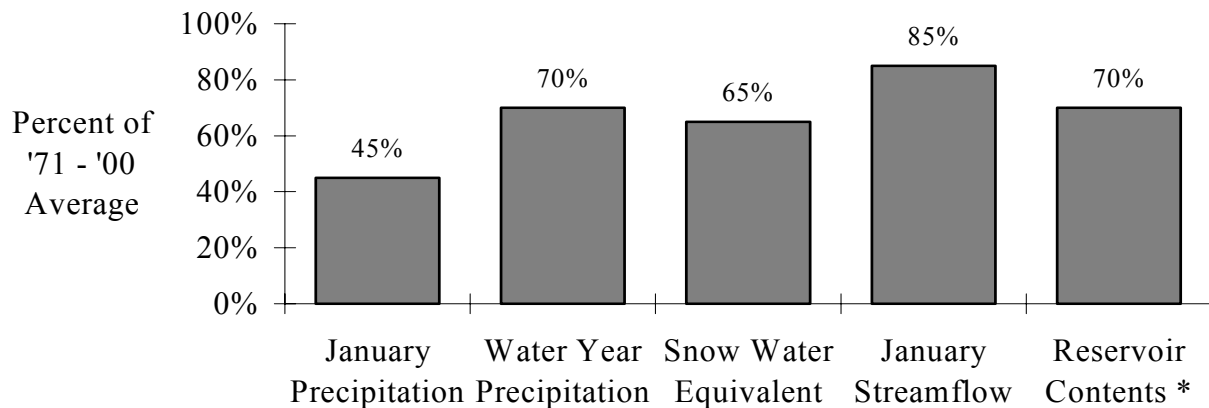 100%
80%
60%
40%
20%
0%
Percent of
'71 - '00
Average
45%
70%
65%
85%
70%
January
Precipitation
Water Year
Precipitation
Snow Water
Equivalent
January
Streamflow
Reservoir
Contents *